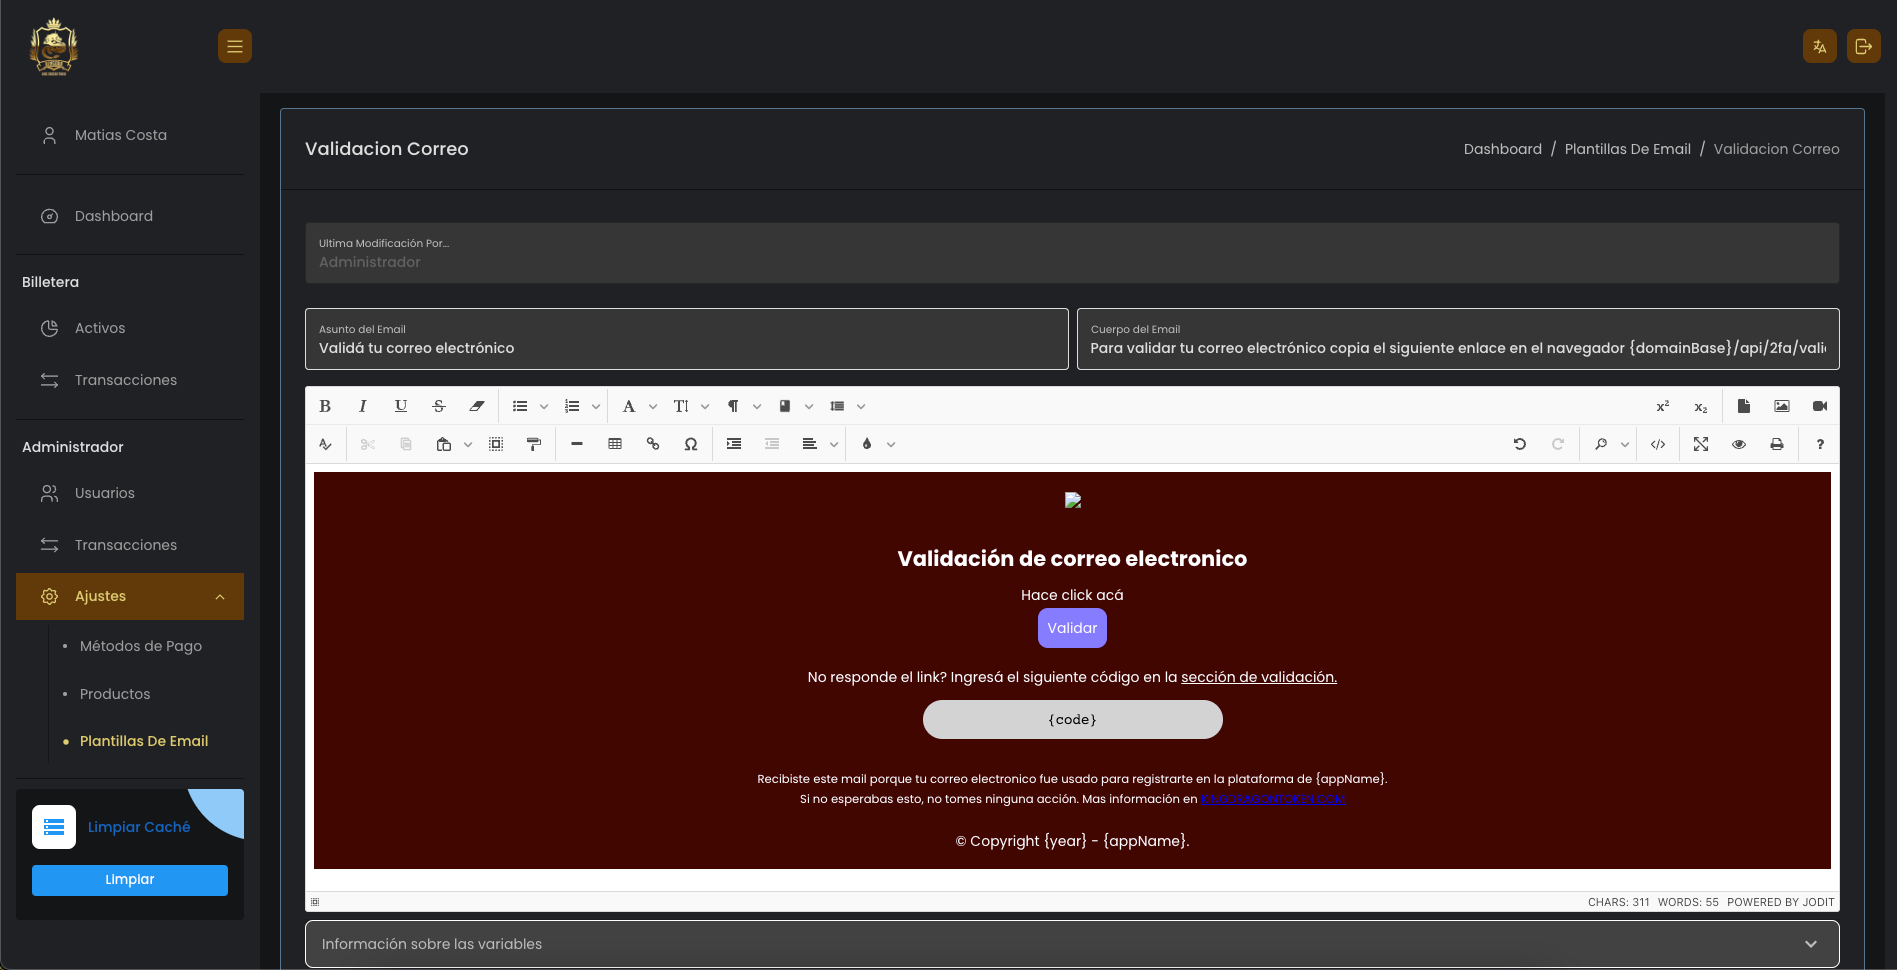 Matias Costa
Dashboard
Billetera
Activos
Transacciones
Administrador
Usuarios
Transacciones
Ajustes
Métodos de Pago
Productos
Plantillas De Email
Limpiar Caché
Limpiar
Validacion Correo
Dashboard / Plantillas De Email / Validacion Correo
Ultima Modificación Por...
Administrador
Asunto del Email
Validá tu correo electrónico
Cuerpo del Email
Para validar tu correo electrónico copia el siguiente enlace en el navegador {domainBase}/api/2fa/vali
Validación de correo electronico
Hace click acá
Validar
No responde el link? Ingresá el siguiente código en la sección de validación.
{code}
Recibiste este mail porque tu correo electronico fue usado para registrarte en la plataforma de {appName}.
Si no esperabas esto, no tomes ninguna acción. Mas información en
© Copyright {year} - {appName}.
CHARS: 311 WORDS: 55 POWERED BY JODIT
Información sobre las variables